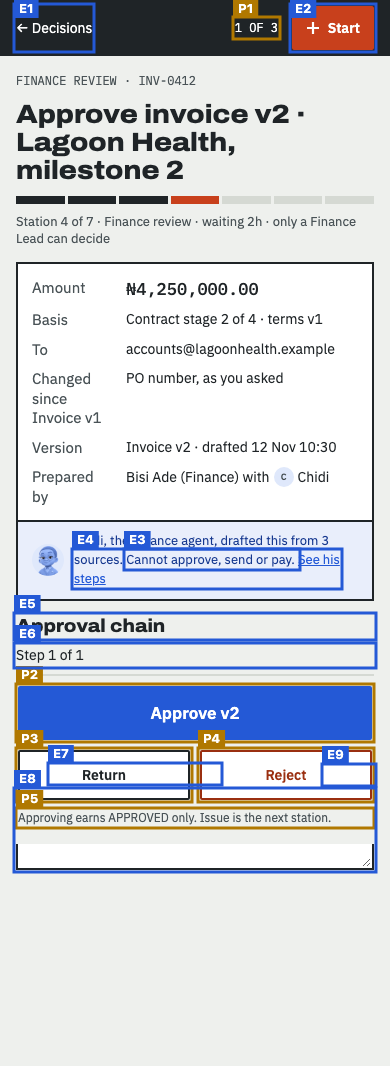 E1
P1
E2
← Decisions
1 OF 3
+ Start
FINANCE REVIEW · INV-0412
Approve invoice v2 ·
Lagoon Health,
milestone 2
Station 4 of 7 · Finance review · waiting 2h · only a Finance
Lead can decide
Amount ₦4,250,000.00
Basis Contract stage 2 of 4 · terms v1
To accounts@lagoonhealth.example
Changed since Invoice v1 PO number, as you asked
Version Invoice v2 · drafted 12 Nov 10:30
Prepared by Bisi Ade (Finance) with C Chidi
E4 E3
i, the finance agent, drafted this from 3
sources. Cannot approve, send or pay. See his
steps
E5
Approval chain
E6
Step 1 of 1
P2
Approve v2
P3 P4
E7 E9
Return Reject
E8
P5
Approving earns APPROVED only. Issue is the next station.